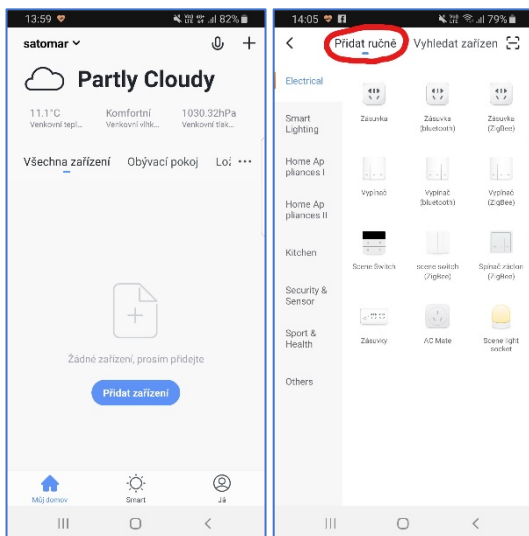 13:59
82%
satomar
Partly Cloudy
11.1°C
Komfortní
1030.32hPa
Venkovní tepl...
Venkovní vlhk...
Venkovní tlak...
Všechna zařízení
Obývací pokoj
Lož
Žádné zařízení, prosím přidejte
Přidat zařízení
Můj domov
Smart
Já
14:05
79%
Přidat ručně
Vyhledat zařízen
Electrical
Smart
Lighting
Home Ap
pliances I
Home Ap
pliances II
Kitchen
Security &
Sensor
Sport &
Health
Others
Zásuvka
Zásuvka
(bluetooth)
Zásuvka
(ZigBee)
Vypínač
Vypínač
(bluetooth)
Vypínač
(ZigBee)
Scene Switch
scene switch
(ZigBee)
Spínač záclon
(ZigBee)
Zásuvky
AC Mate
Scene light
socket